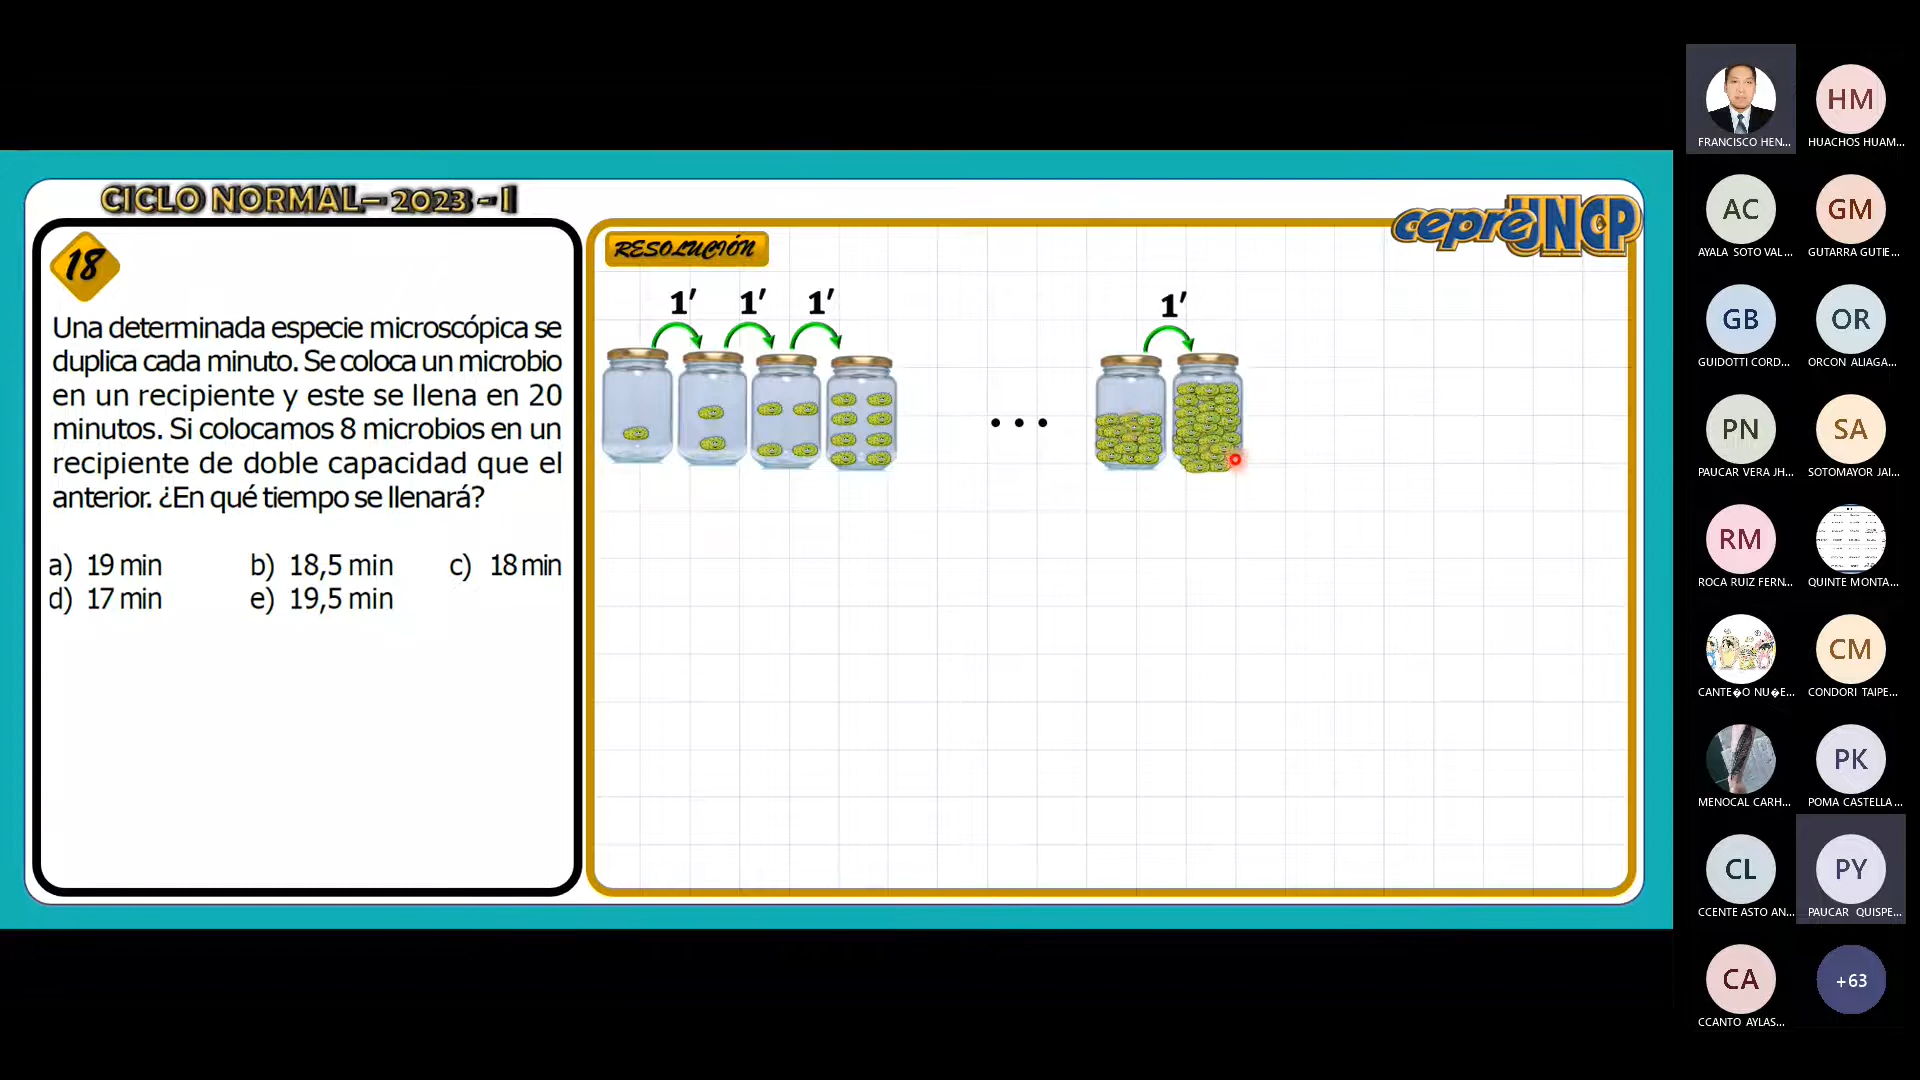 CICLO NORMAL– 2023 - I
cepreUNCP
18
RESOLUCIÓN
Una determinada especie microscópica se
duplica cada minuto. Se coloca un microbio
en un recipiente y este se llena en 20
minutos. Si colocamos 8 microbios en un
recipiente de doble capacidad que el
anterior. ¿En qué tiempo se llenará?
a) 19 min b) 18,5 min c) 18 min
d) 17 min e) 19,5 min
1′ 1′ 1′ 1′
...
FRANCISCO HEN...
HM
HUACHOS HUAM...
AC
AYALA SOTO VAL...
GM
GUTARRA GUTIE...
GB
GUIDOTTI CORD...
OR
ORCON ALIAGA...
PN
PAUCAR VERA JH...
SA
SOTOMAYOR JAI...
RM
ROCA RUIZ FERN...
QUINTE MONTA...
CANTE�O NU�E...
CM
CONDORI TAIPE...
MENOCAL CARH...
PK
POMA CASTELLA...
CL
CCENTE ASTO AN...
PY
PAUCAR QUISPE...
CA
CCANTO AYLAS...
+63